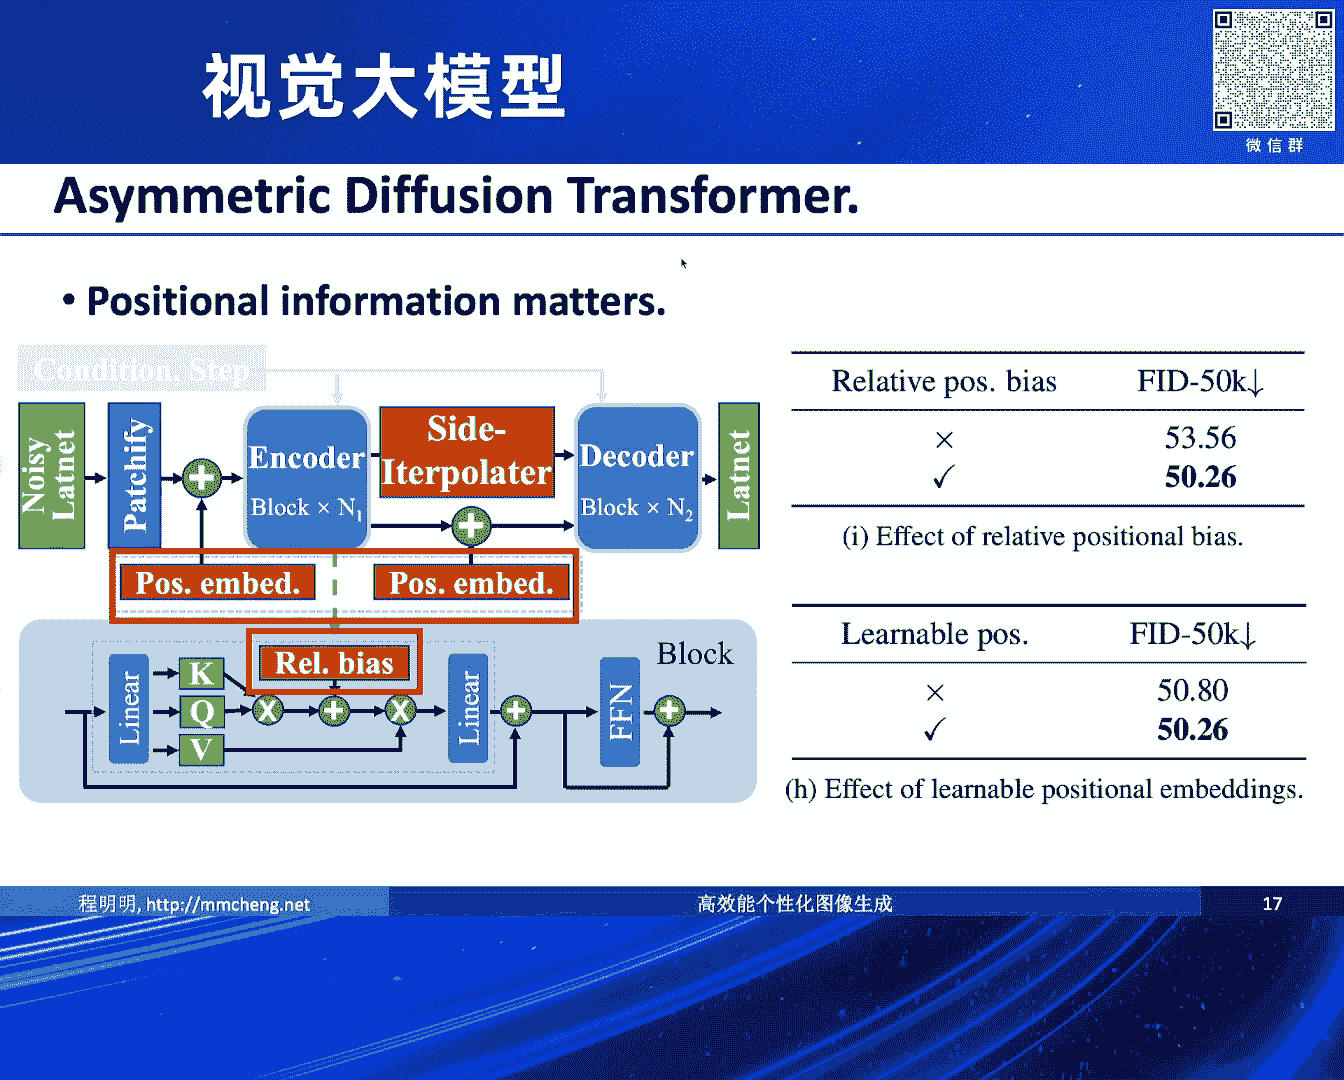 视觉大模型
微信群
Asymmetric Diffusion Transformer.
• Positional information matters.
Condition, Step
Noisy
Latnet
Patchify
Encoder
Block × N1
Side-
Iterpolater
Decoder
Block × N2
Latnet
Pos. embed.
Pos. embed.
Rel. bias
Block
Linear
K
Q
V
Linear
FFN
Relative pos. bias FID-50k↓
× 53.56
✓ 50.26
(i) Effect of relative positional bias.
Learnable pos. FID-50k↓
× 50.80
✓ 50.26
(h) Effect of learnable positional embeddings.
程明明, http://mmcheng.net
高效能个性化图像生成
17